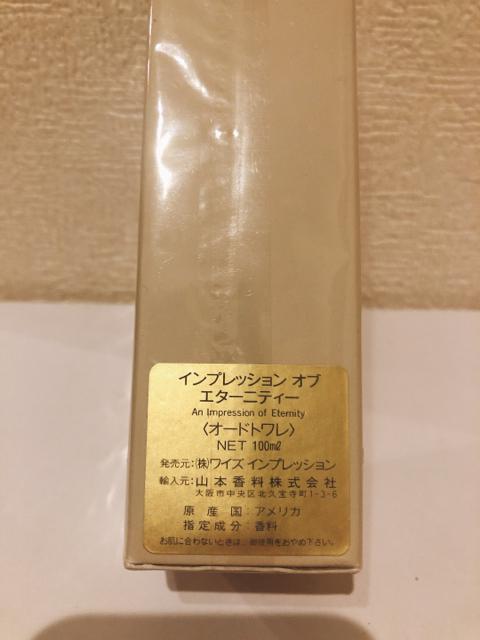 インプレッション オブ
エターニティー
An Impression of Eternity
〈オードトワレ〉
NET 100mℓ
発売元:㈱ワイズ インプレッション
輸入元:山本香料株式会社
大阪市中央区北久宝寺町1-3-6
原産国:アメリカ
指定成分:香料
お肌に合わないときは、御使用をおやめ下さい。